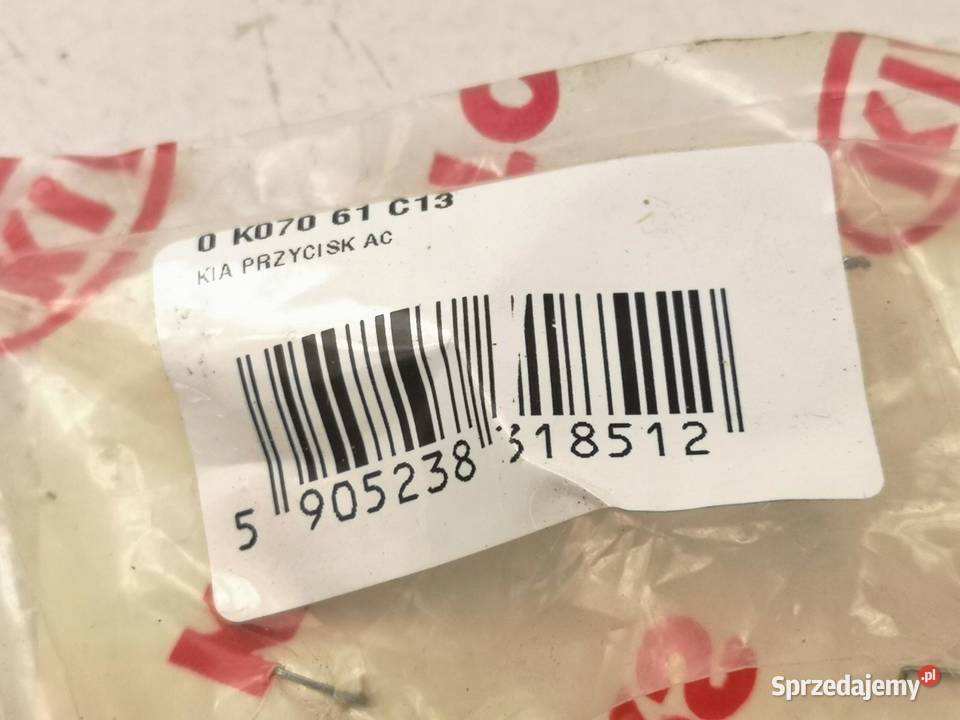 0 K070 61 C13
KIA PRZYCISK AC
5 905238 318512
Sprzedajemy.pl